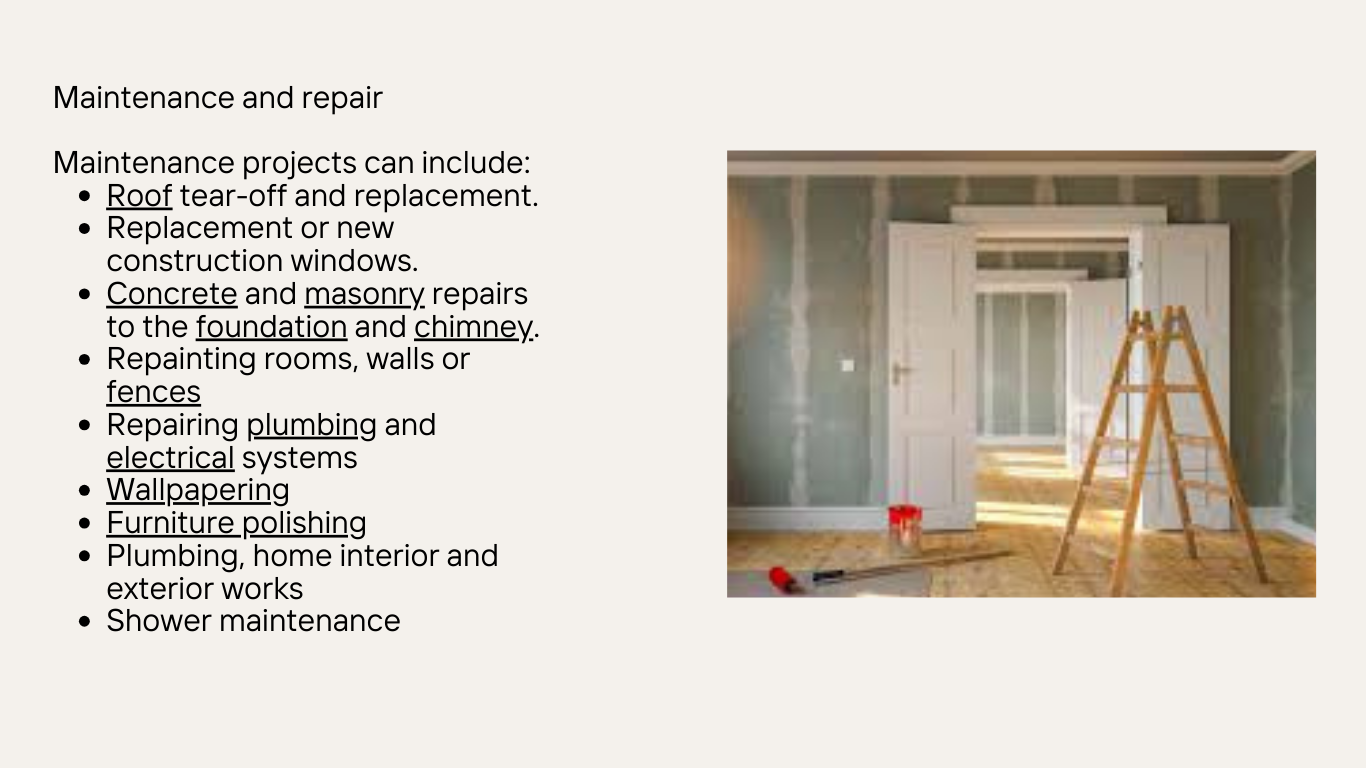 Maintenance and repair
Maintenance projects can include:
• Roof tear-off and replacement.
• Replacement or new
construction windows.
• Concrete and masonry repairs
to the foundation and chimney.
• Repainting rooms, walls or
fences
• Repairing plumbing and
electrical systems
• Wallpapering
• Furniture polishing
• Plumbing, home interior and
exterior works
• Shower maintenance